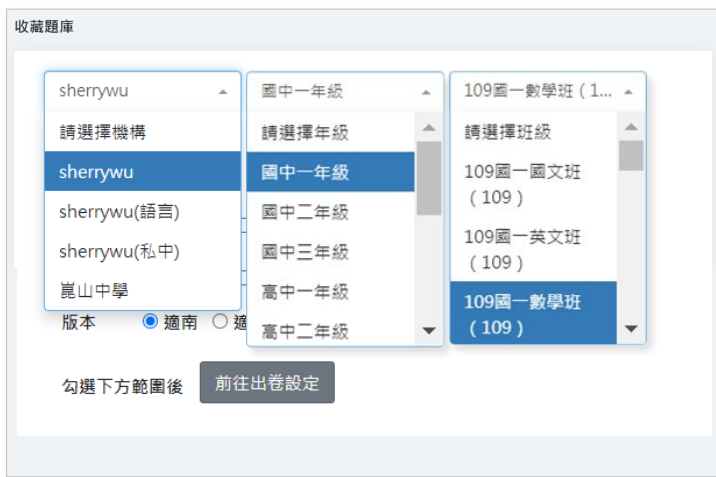 收藏題庫
sherrywu
請選擇機構
sherrywu
sherrywu(語言)
sherrywu(私中)
崑山中學
國中一年級
請選擇年級
國中一年級
國中二年級
國中三年級
高中一年級
高中二年級
109國一數學班（1...
請選擇班級
109國一國文班
（109）
109國一英文班
（109）
109國一數學班
（109）
版本 適南 適
勾選下方範圍後 前往出卷設定